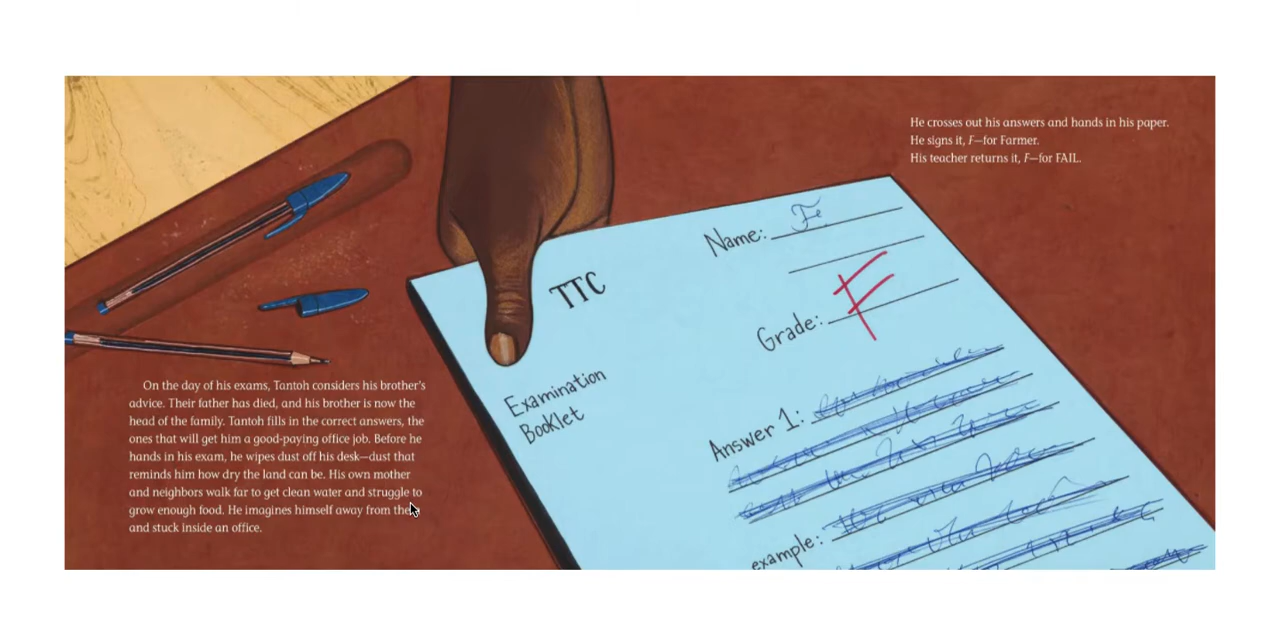 On the day of his exams, Tantoh considers his brother's
advice. Their father has died, and his brother is now the
head of the family. Tantoh fills in the correct answers, the
ones that will get him a good-paying office job. Before he
hands in his exam, he wipes dust off his desk—dust that
reminds him how dry the land can be. His own mother
and neighbors walk far to get clean water and struggle to
grow enough food. He imagines himself away from
and stuck inside an office.
TTC
Examination
Booklet
Name:
Grade: F
Answer 1:
example:
He crosses out his answers and hands in his paper.
He signs it, F—for Farmer.
His teacher returns it, F—for FAIL.